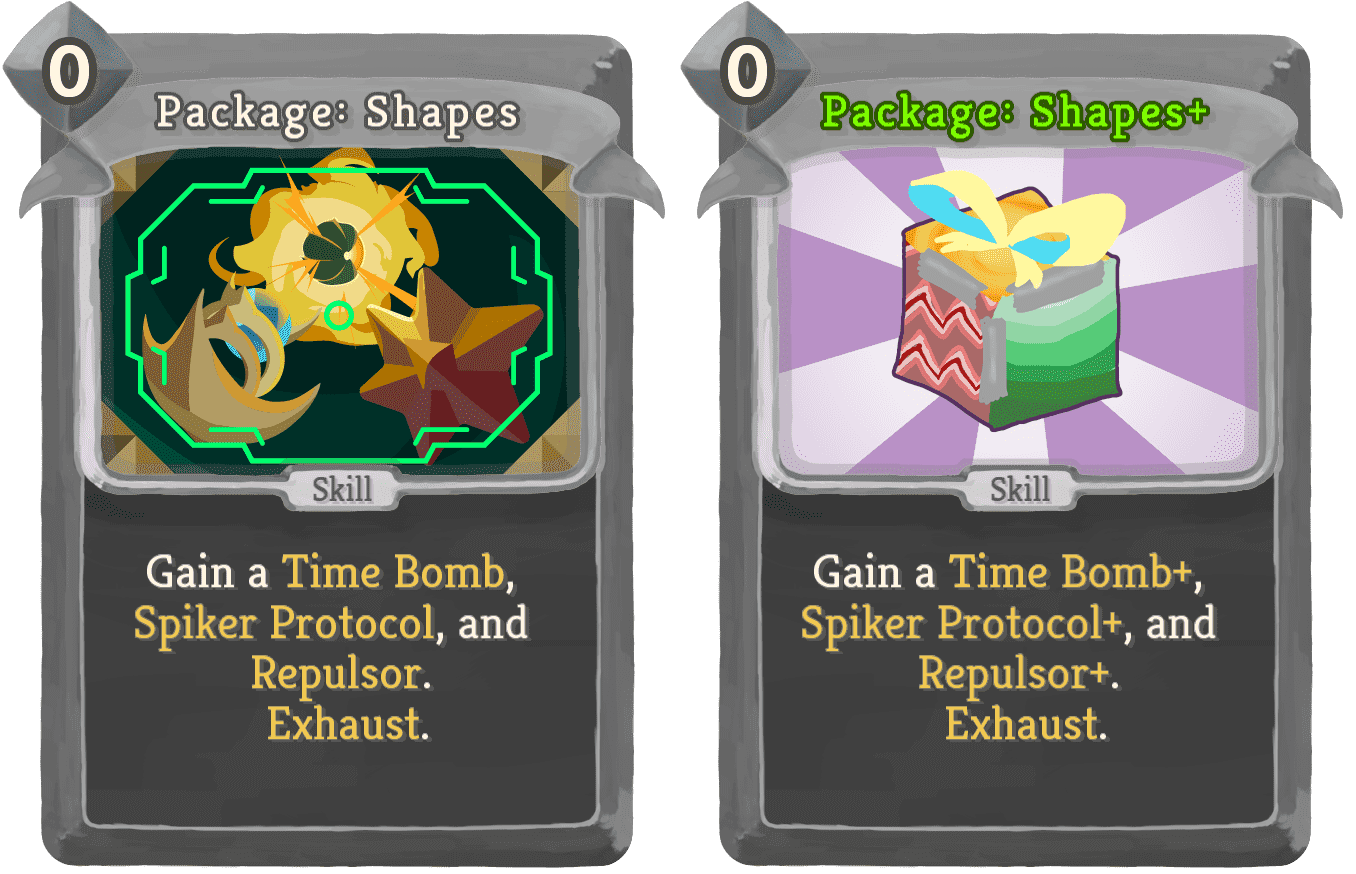 0
Package: Shapes
Skill
Gain a Time Bomb,
Spiker Protocol, and
Repulsor.
Exhaust.
0
Package: Shapes+
Skill
Gain a Time Bomb+,
Spiker Protocol+, and
Repulsor+.
Exhaust.